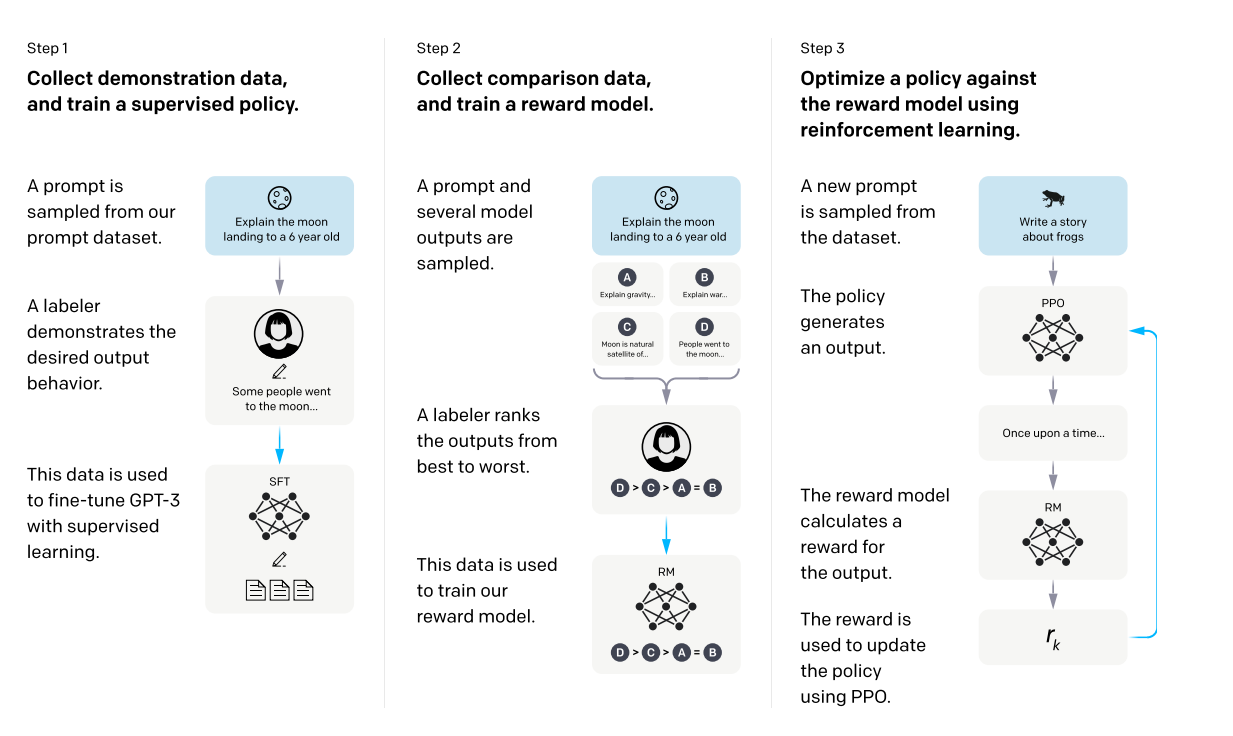 Step 1
Collect demonstration data,
and train a supervised policy.
A prompt is
sampled from our
prompt dataset.
Explain the moon
landing to a 6 year old
A labeler
demonstrates the
desired output
behavior.
Some people went
to the moon...
This data is used
to fine-tune GPT-3
with supervised
learning.
SFT
Step 2
Collect comparison data,
and train a reward model.
A prompt and
several model
outputs are
sampled.
Explain the moon
landing to a 6 year old
A
Explain gravity...
B
Explain war...
C
Moon is natural
satellite of...
D
People went to
the moon...
A labeler ranks
the outputs from
best to worst.
D > C > A = B
This data is used
to train our
reward model.
RM
D > C > A = B
Step 3
Optimize a policy against
the reward model using
reinforcement learning.
A new prompt
is sampled from
the dataset.
Write a story
about frogs
The policy
generates
an output.
PPO
Once upon a time...
The reward model
calculates a
reward for
the output.
RM
The reward is
used to update
the policy
using PPO.
r_k